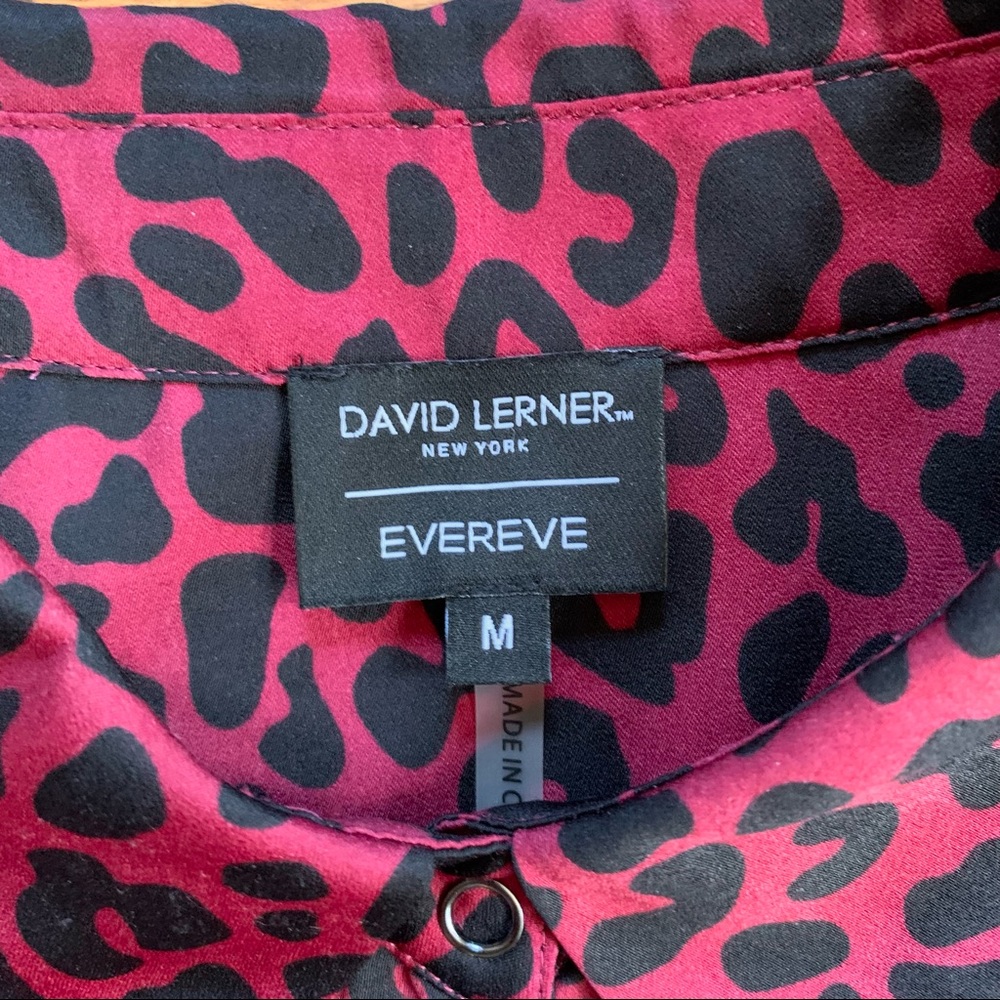 DAVID LERNER™
NEW YORK
EVEREVE
M
MADE IN C